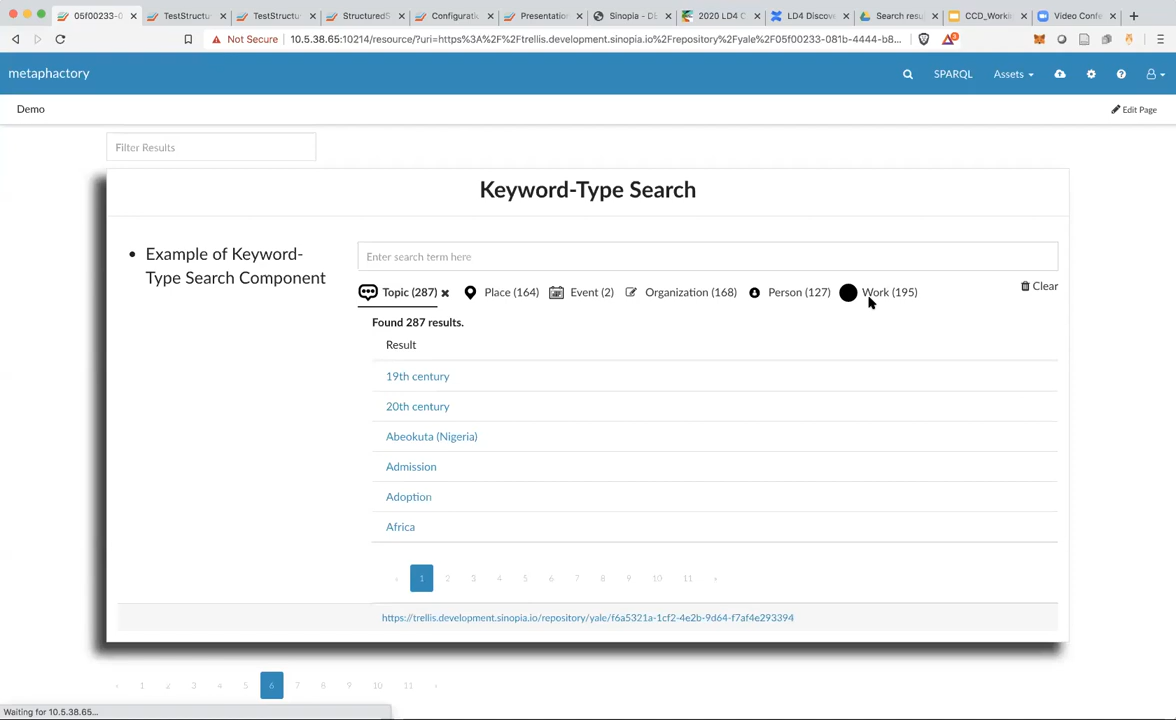 05f00233-0
TestStructu
TestStructu
StructuredS
Configuratic
Presentation
Sinopia - DE
2020 LD4 C
LD4 Discove
Search resu
CCD_Workin
Video Confe
Not Secure 10.5.38.65:10214/resource/?uri=https%3A%2F%2Ftrellis.development.sinopia.io%2Frepository%2Fyale%2F05f00233-081b-4444-b8...
metaphactory
SPARQL
Assets
Demo
Edit Page
Filter Results
Keyword-Type Search
Example of Keyword-
Type Search Component
Enter search term here
Topic (287) Place (164) Event (2) Organization (168) Person (127) Work (195)
Clear
Found 287 results.
Result
19th century
20th century
Abeokuta (Nigeria)
Admission
Adoption
Africa
« 1 2 3 4 5 6 7 8 9 10 11 »
https://trellis.development.sinopia.io/repository/yale/f6a5321a-1cf2-4e2b-9d64-f7af4e293394
« 1 2 3 4 5 6 7 8 9 10 11 »
Waiting for 10.5.38.65...